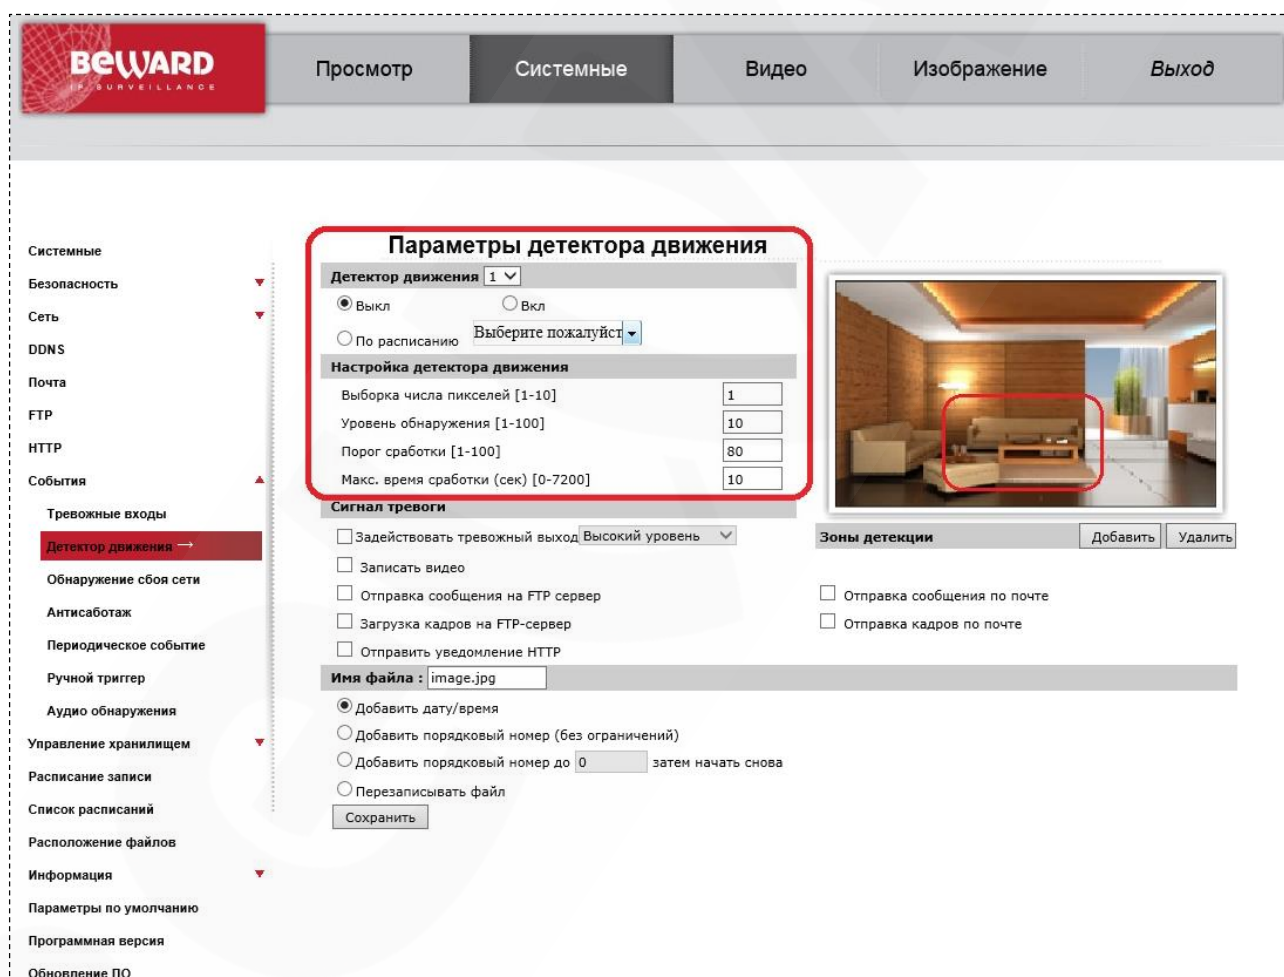 BEWARD
IP SURVEILLANCE
Просмотр
Системные
Видео
Изображение
Выход
Системные
Безопасность
Сеть
DDNS
Почта
FTP
HTTP
События
Тревожные входы
Детектор движения →
Обнаружение сбоя сети
Антисаботаж
Периодическое событие
Ручной триггер
Аудио обнаружения
Управление хранилищем
Расписание записи
Список расписаний
Расположение файлов
Информация
Параметры по умолчанию
Программная версия
Обновление ПО
Параметры детектора движения
Детектор движения 1
Выкл Вкл
По расписанию Выберите пожалуйст
Настройка детектора движения
Выборка числа пикселей [1-10] 1
Уровень обнаружения [1-100] 10
Порог сработки [1-100] 80
Макс. время сработки (сек) [0-7200] 10
Сигнал тревоги
Задействовать тревожный выход Высокий уровень
Зоны детекции Добавить Удалить
Записать видео
Отправка сообщения на FTP сервер
Отправка сообщения по почте
Загрузка кадров на FTP-сервер
Отправка кадров по почте
Отправить уведомление HTTP
Имя файла : image.jpg
Добавить дату/время
Добавить порядковый номер (без ограничений)
Добавить порядковый номер до 0 затем начать снова
Перезаписывать файл
Сохранить